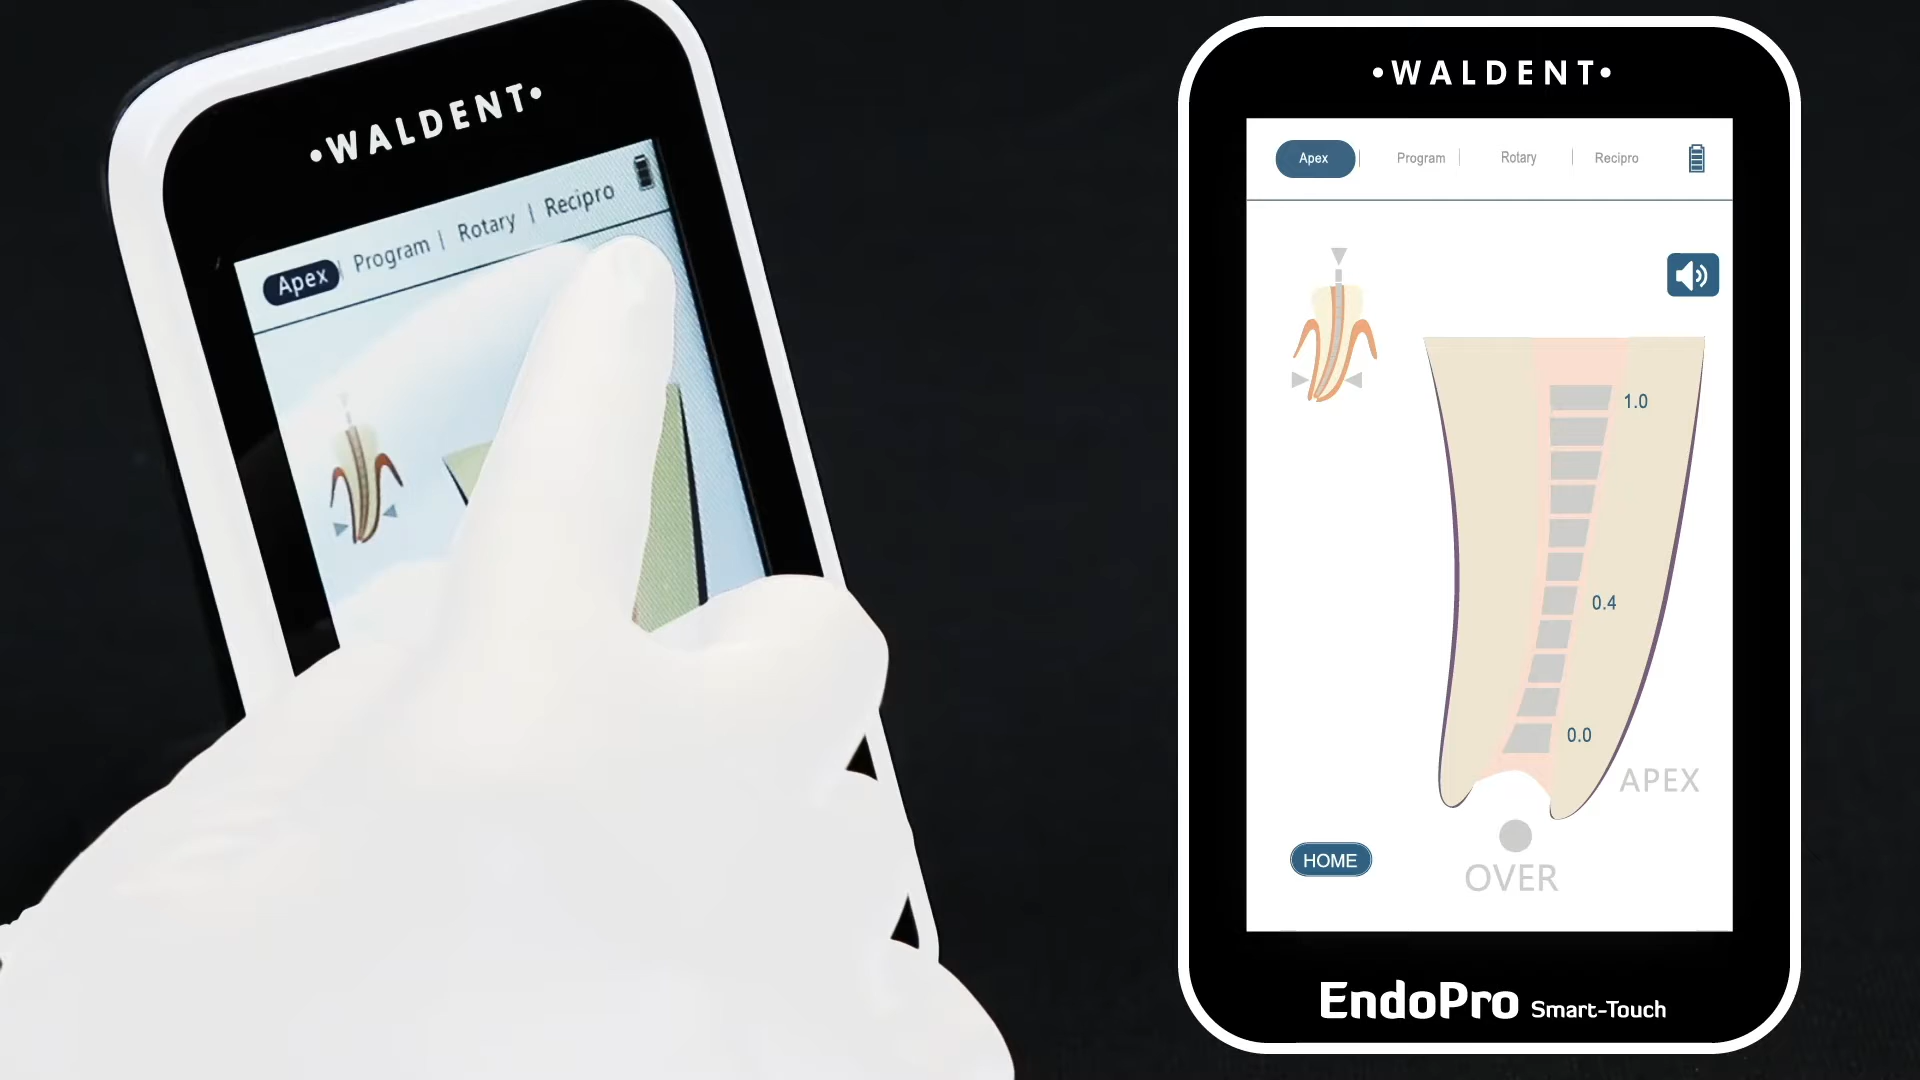 •WALDENT•
Apex | Program | Rotary | Recipro
•WALDENT•
Apex | Program | Rotary | Recipro
1.0
0.4
0.0
APEX
OVER
HOME
EndoPro Smart-Touch